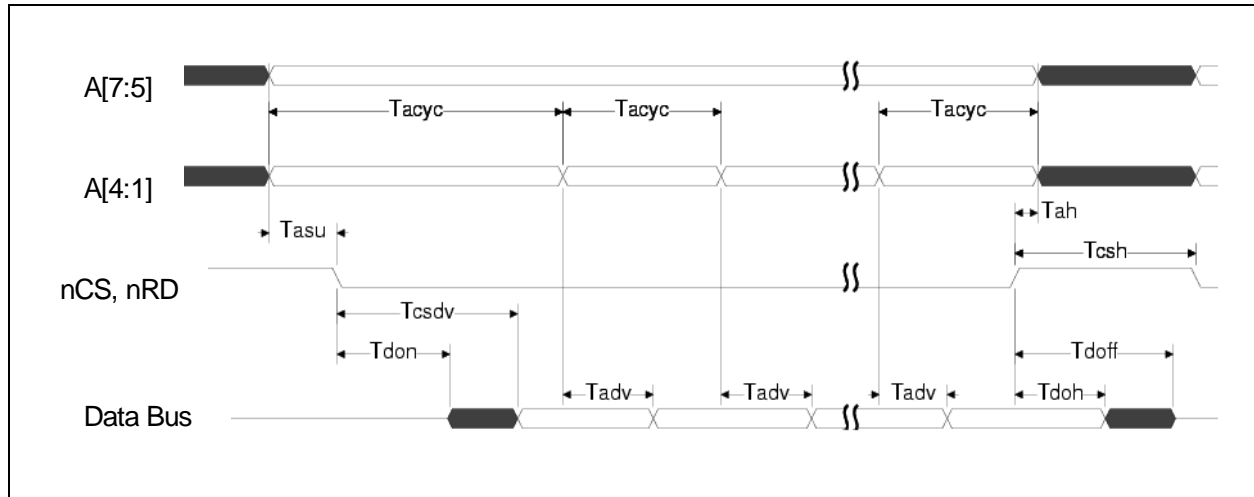 A[7:5]
Tacyc Tacyc Tacyc
A[4:1]
Tah
Tasu
Tcsh
nCS, nRD
Tcsdv
Tdon Tdoff
Tadv Tadv Tadv Tdoh
Data Bus